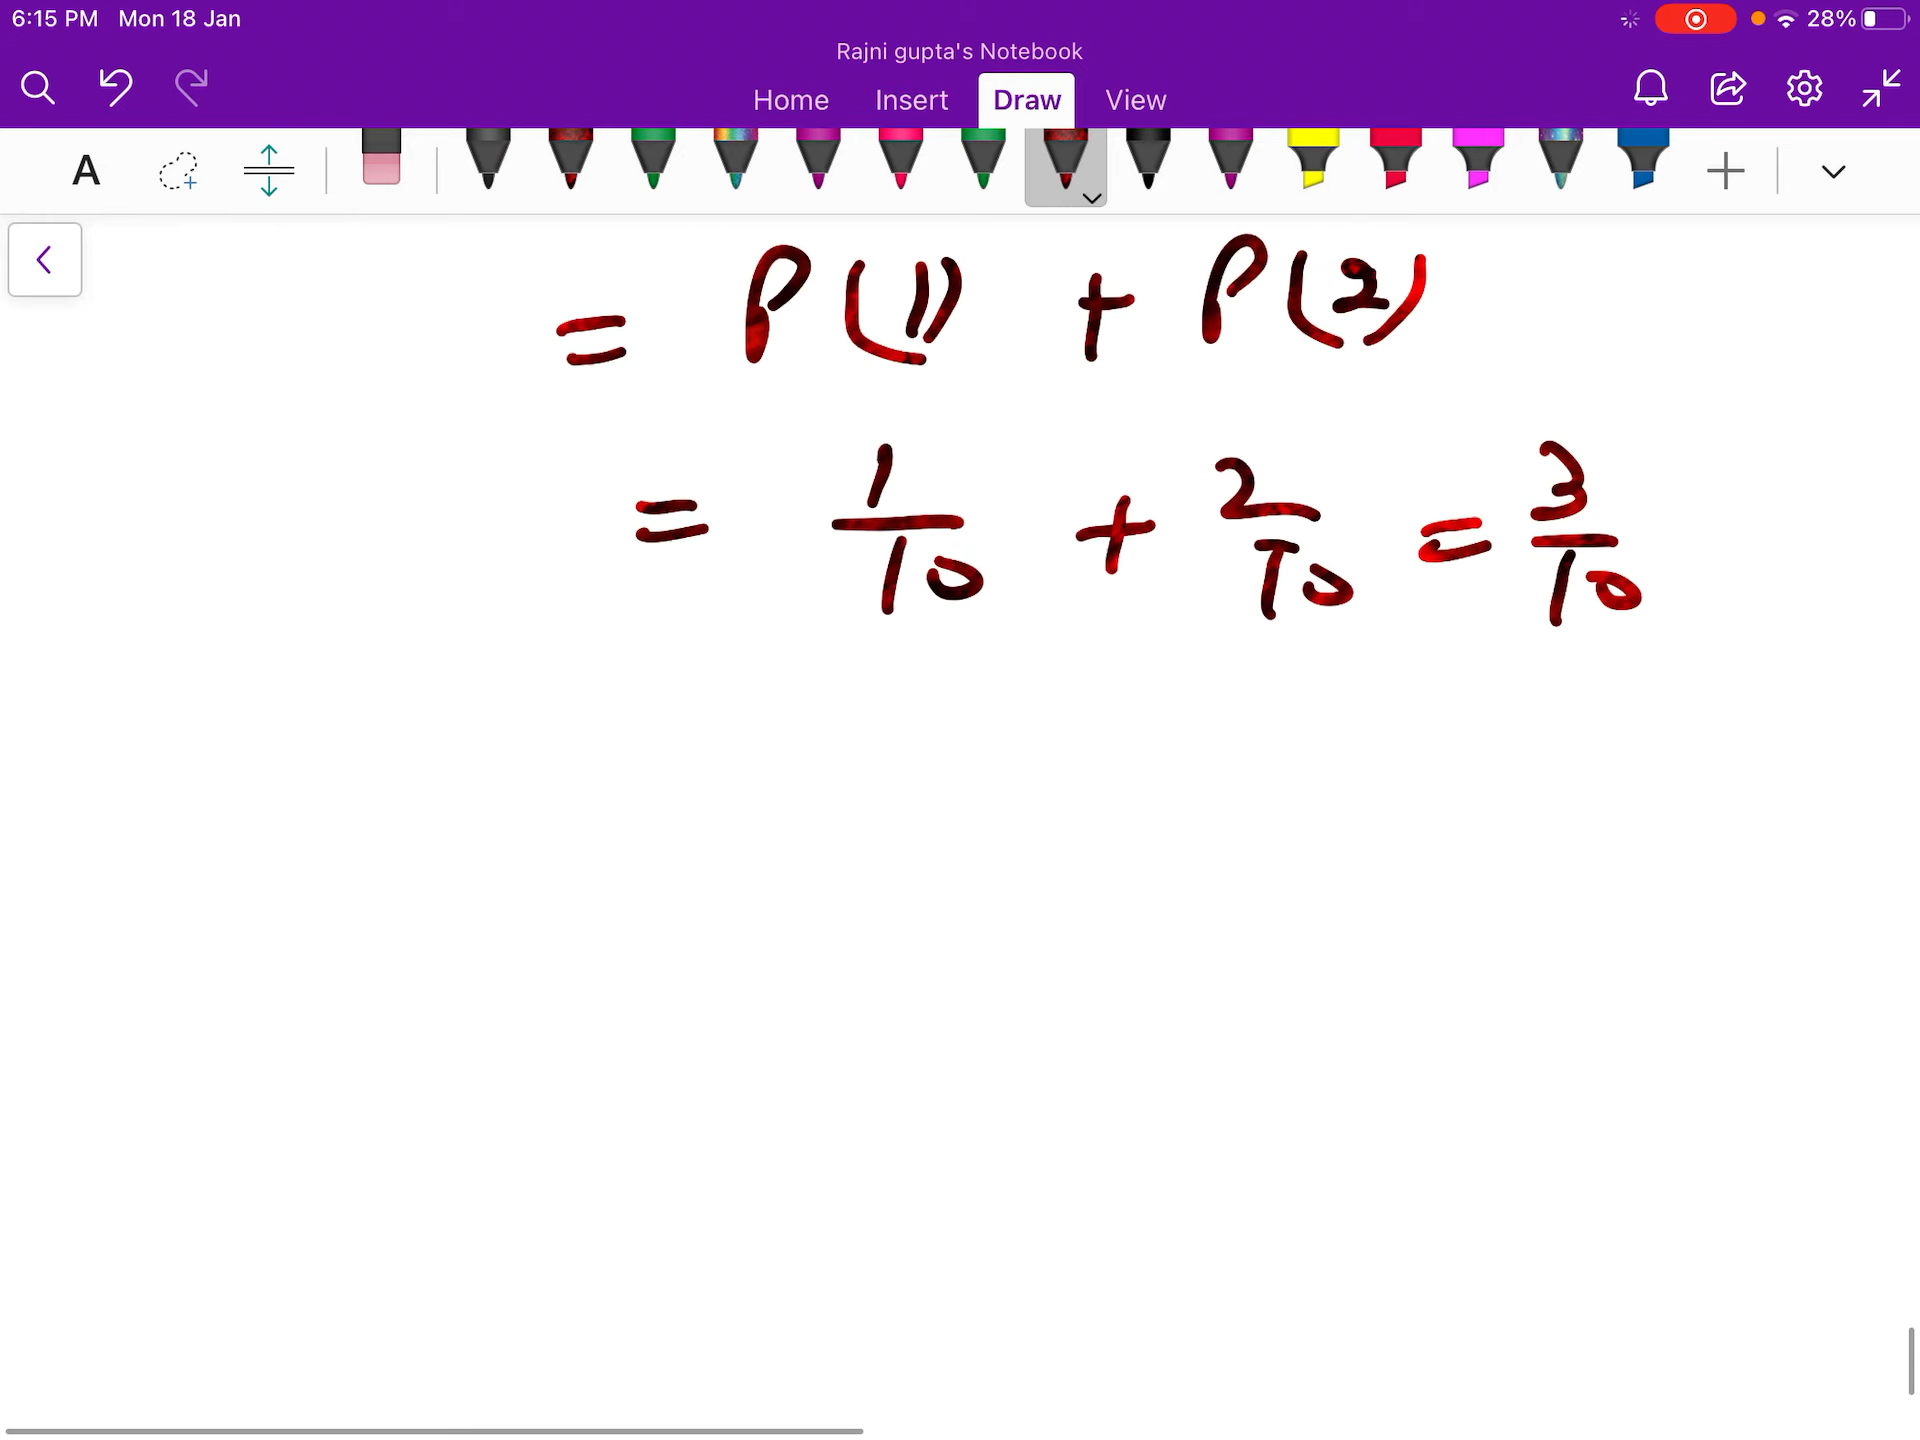 6:15 PM Mon 18 Jan 28%
Rajni gupta's Notebook
Home Insert Draw View
A
= P(1) + P(2)
= 1/10 + 2/10 = 3/10